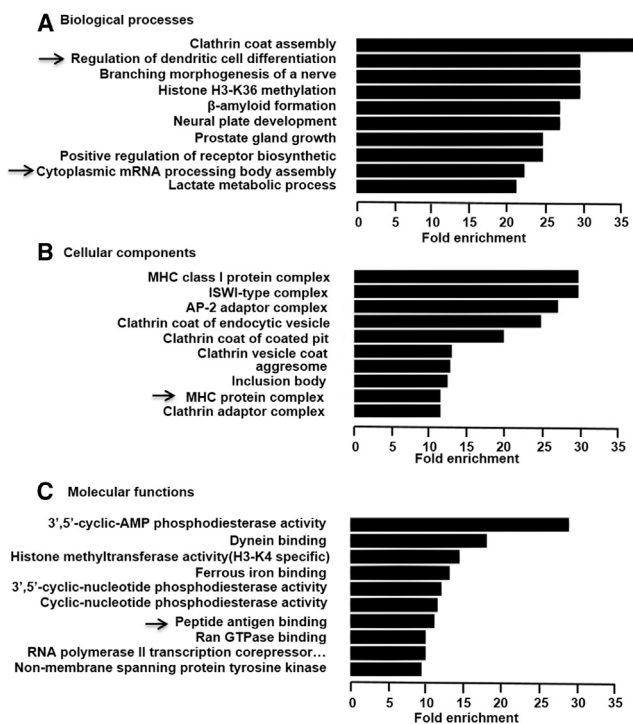 A Biological processes
Clathrin coat assembly
Regulation of dendritic cell differentiation
Branching morphogenesis of a nerve
Histone H3-K36 methylation
β-amyloid formation
Neural plate development
Prostate gland growth
Positive regulation of receptor biosynthetic
Cytoplasmic mRNA processing body assembly
Lactate metabolic process
0 5 10 15 20 25 30 35
Fold enrichment
B Cellular components
MHC class I protein complex
ISWI-type complex
AP-2 adaptor complex
Clathrin coat of endocytic vesicle
Clathrin coat of coated pit
Clathrin vesicle coat
aggresome
Inclusion body
MHC protein complex
Clathrin adaptor complex
0 5 10 15 20 25 30 35
Fold enrichment
C Molecular functions
3',5'-cyclic-AMP phosphodiesterase activity
Dynein binding
Histone methyltransferase activity(H3-K4 specific)
Ferrous iron binding
3',5'-cyclic-nucleotide phosphodiesterase activity
Cyclic-nucleotide phosphodiesterase activity
Peptide antigen binding
Ran GTPase binding
RNA polymerase II transcription corepressor...
Non-membrane spanning protein tyrosine kinase
0 5 10 15 20 25 30 35
Fold enrichment